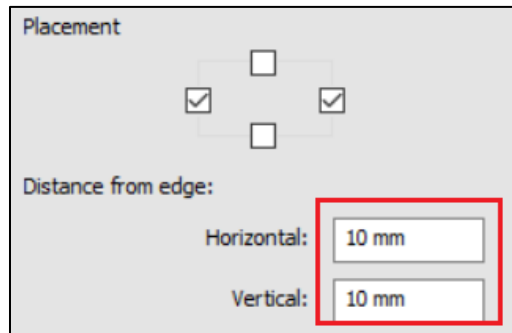 Placement
Distance from edge:
Horizontal: 10 mm
Vertical: 10 mm